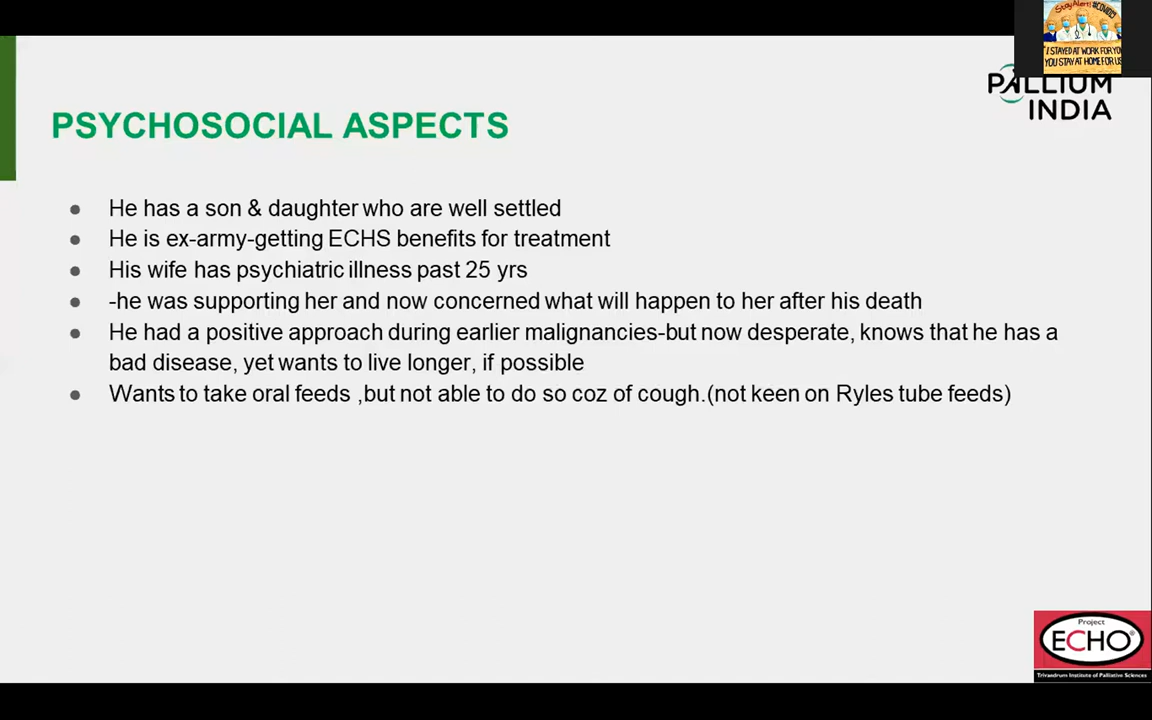 Stay Alert! #COVID19
"I STAYED AT WORK FOR YOU
YOU STAY AT HOME FOR US
PALLIUM
INDIA
PSYCHOSOCIAL ASPECTS
● He has a son & daughter who are well settled
● He is ex-army-getting ECHS benefits for treatment
● His wife has psychiatric illness past 25 yrs
● -he was supporting her and now concerned what will happen to her after his death
● He had a positive approach during earlier malignancies-but now desperate, knows that he has a
bad disease, yet wants to live longer, if possible
● Wants to take oral feeds ,but not able to do so coz of cough.(not keen on Ryles tube feeds)
Project
ECHO®
Trivandrum Institute of Palliative Sciences